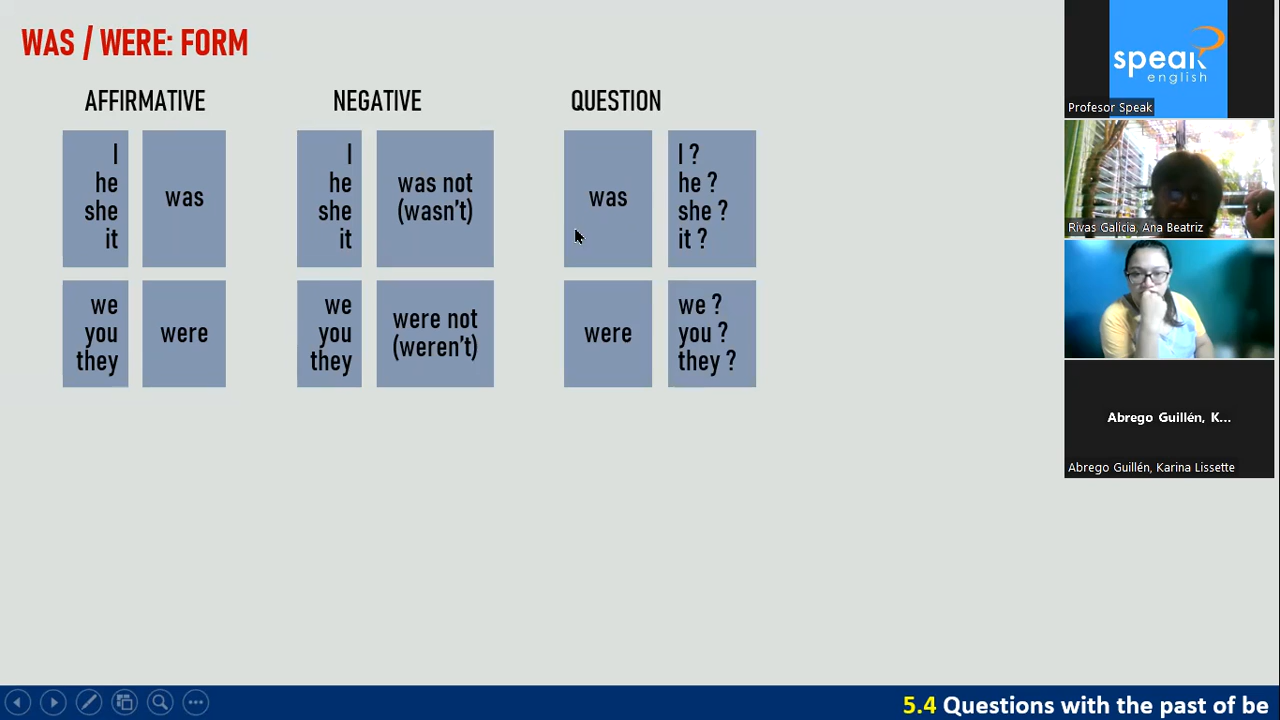 WAS / WERE: FORM
AFFIRMATIVE
I
he
she
it
was
we
you
they
were
NEGATIVE
I
he
she
it
was not
(wasn't)
we
you
they
were not
(weren't)
QUESTION
was
I ?
he ?
she ?
it ?
were
we ?
you ?
they ?
speak
english
Profesor Speak
Rivas Galicia, Ana Beatriz
Abrego Guillén, K...
Abrego Guillén, Karina Lissette
5.4 Questions with the past of be